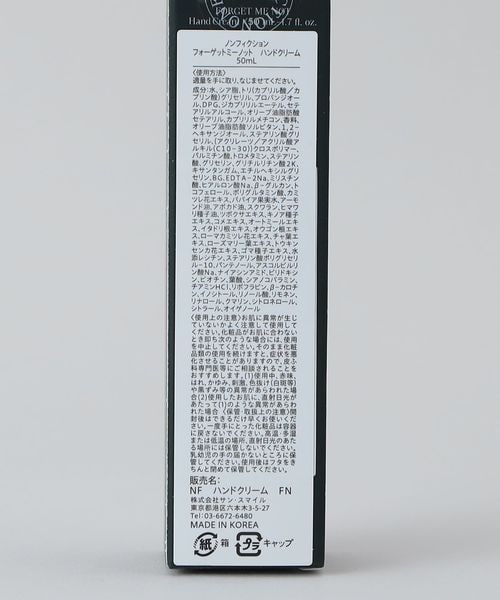 FORGET ME NOT
Hand Cream 50 mL 1.7 fl. oz.
ノンフィクション
フォーゲットミーノット ハンドクリーム
50mL
〈使用方法〉
適量を手に取り、なじませてください。
成分：水、シア脂、トリ(カプリル酸／カ
プリン酸)グリセリル、プロパンジオー
ル、DPG、ジカプリリルエーテル、セテア
リルアルコール、オリーブ油脂肪酸
セテアリル、カプリリルメチコン、香料、
オリーブ油脂肪酸ソルビタン、1,2－
ヘキサンジオール、ステアリン酸グリ
セリル、(アクリレーツ／アクリル酸ア
ルキル(C10-30))クロスポリマー、
パルミチン酸、トロメタミン、ステアリン
酸、グリセリン、グリチルリチン酸2K、
キサンタンガム、エチルヘキシルグリ
セリン、BG、EDTA-2Na、ミリスチン
酸、ヒアルロン酸Na、β-グルカン、ト
コフェロール、ポリグルタミン酸、カミ
ツレ花エキス、パパイア果実水、アーモ
ンド油、アボカド油、スクワラン、ヒマワ
リ種子油、ツボクサエキス、キノア種子エ
キス、コメエキス、オートミールエキ
ス、イタドリ根エキス、オウゴン根エキ
ス、ローマカミツレ花エキス、チャ葉エ
キス、ローズマリー葉エキス、トウキン
センカ花エキス、ゴマ種子エキス、水
添レシチン、ステアリン酸ポリグリセリ
ル-10、パンテノール、アスコルビルリ
ン酸Na、ナイアシンアミド、ピリドキシ
ン、ビオチン、葉酸、シアノコバラミン、
チアミンHCl、リボフラビン、β-カロチ
ン、イノシトール、リノール酸、リモネン、
リナロール、クマリン、シトロネロール、
シトラール、オイゲノール
〈使用上の注意〉お肌に異常が生じ
ていないかよく注意して使用して
ください。化粧品がお肌に合わない
とき即ち次のような場合には、使用
を中止してください。そのまま化粧
品類の使用を続けますと、症状を悪
化させることがありますので、皮ふ
科専門医等にご相談されることを
おすすめします。(1)使用中、赤味、
はれ、かゆみ、刺激、色抜け(白斑等)
や黒ずみ等の異常があらわれた場
合(2)使用したお肌に、直射日光が
あたって(1)のような異常があらわ
れた場合 〈保管・取扱上の注意〉開
封後はできるだけ早くお使いくださ
い。一度手にとった化粧品は容器
に戻さないでください。高温・多湿
または低温の場所、直射日光のあた
る場所には保管しないでください。
乳幼児の手の届かないところに保
管してください。使用後はフタをきち
んと閉めて保管してください。
販売名：
NF ハンドクリーム FN
株式会社サン・スマイル
東京都港区六本木3-5-27
Tel：03-6672-6480
MADE IN KOREA
紙 箱 プラ キャップ